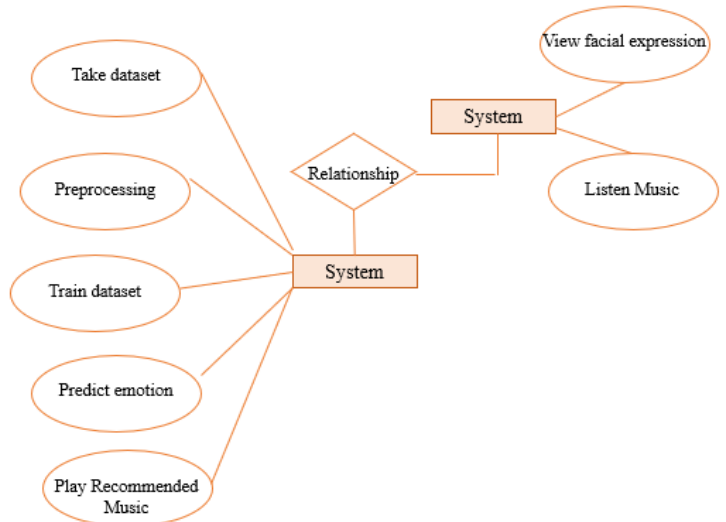 View facial expression
Take dataset
System
Relationship
Preprocessing
Listen Music
System
Train dataset
Predict emotion
Play Recommended
Music